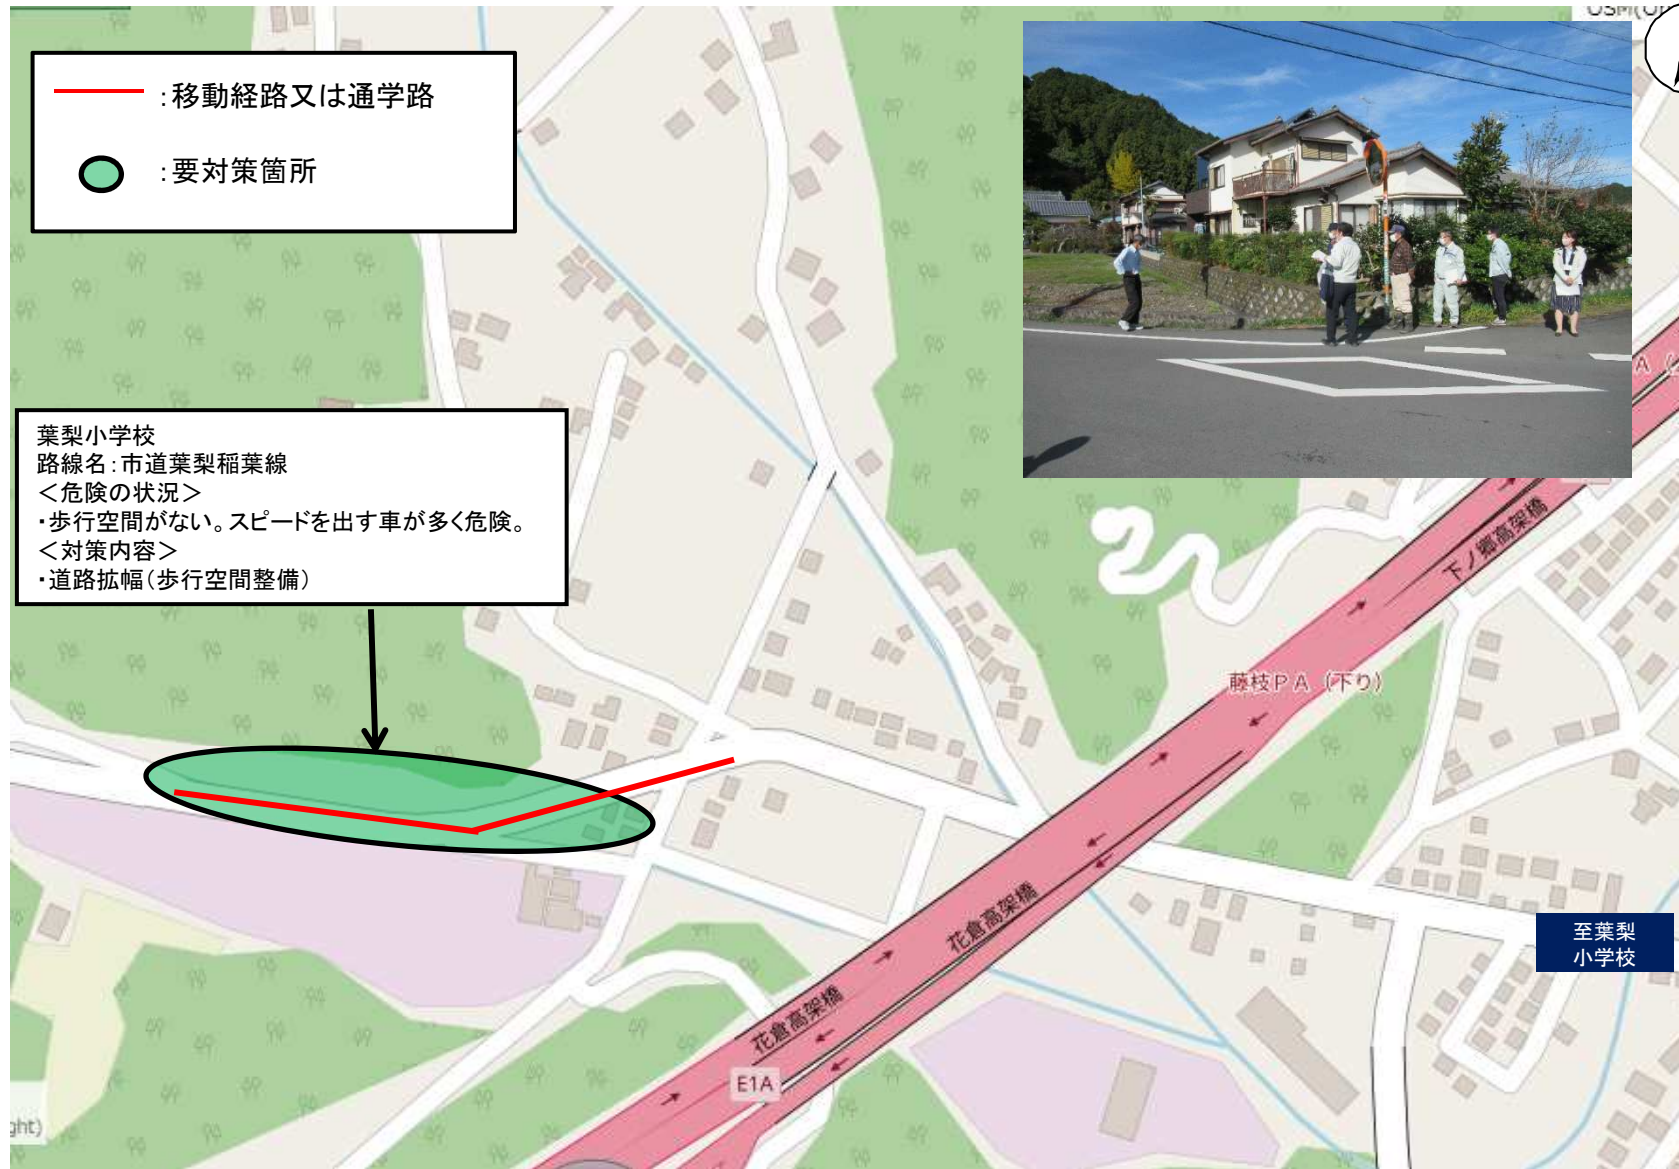 :移動経路又は通学路
:要対策箇所
葉梨小学校
路線名:市道葉梨稲葉線
<危険の状況>
・歩行空間がない。スピードを出す車が多く危険。
<対策内容>
・道路拡幅(歩行空間整備)
下ノ郷高架橋
藤枝PA (下り)
花倉高架橋
花倉高架橋
E1A
至葉梨
小学校
ght)